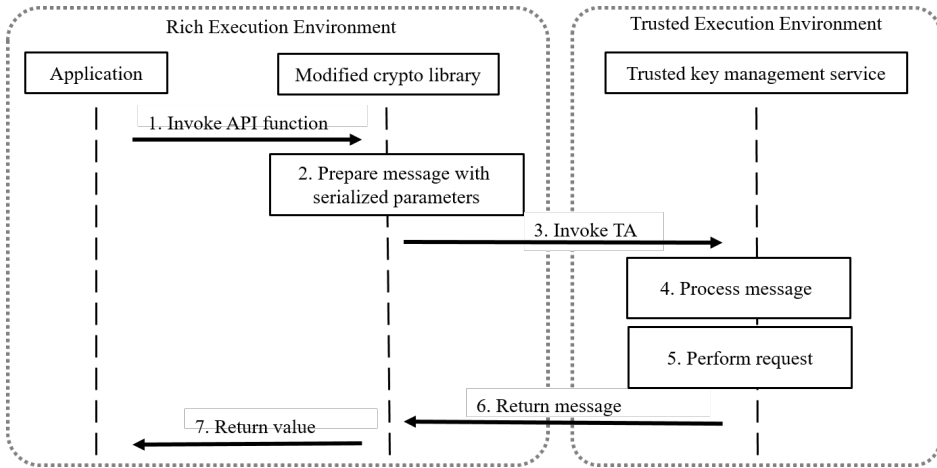 Rich Execution Environment
Trusted Execution Environment
Application
Modified crypto library
Trusted key management service
1. Invoke API function
2. Prepare message with
serialized parameters
3. Invoke TA
4. Process message
5. Perform request
6. Return message
7. Return value